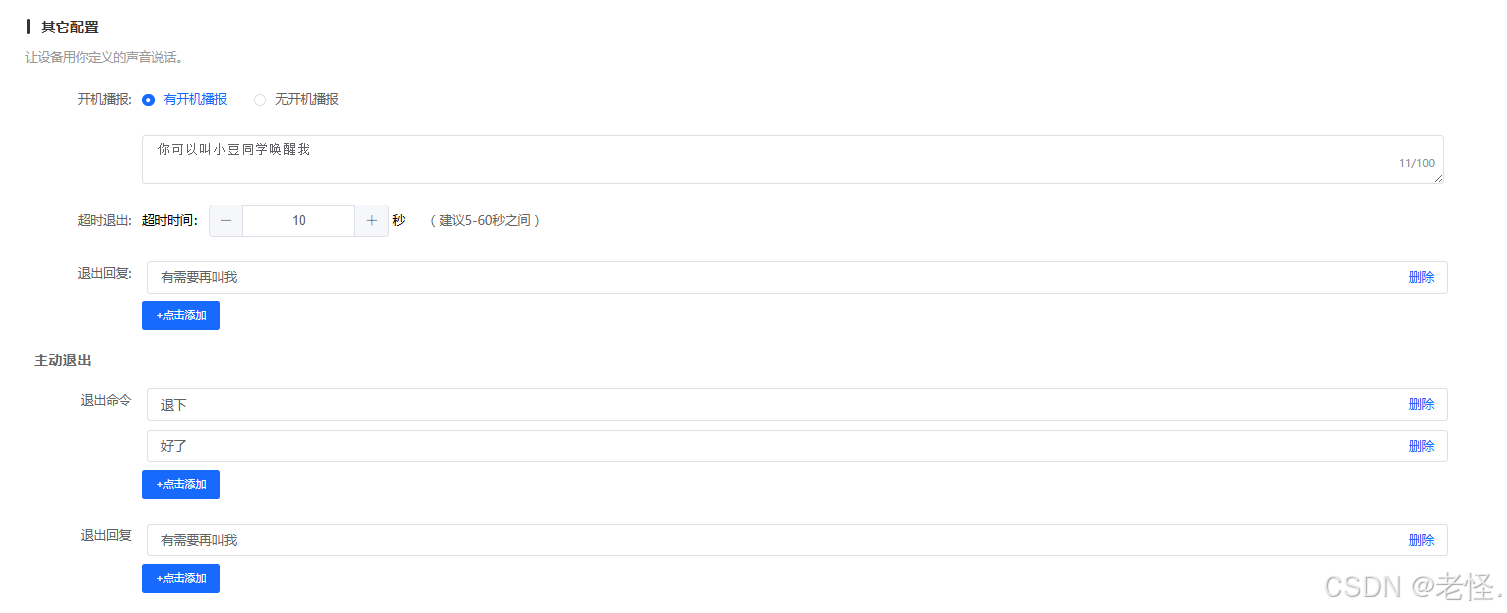 其它配置
让设备用你定义的声音说话。
开机播报: 有开机播报 无开机播报
你可以叫小豆同学唤醒我
11/100
超时退出: 超时时间: － 10 ＋ 秒 （建议5-60秒之间）
退出回复: 有需要再叫我 删除
+点击添加
主动退出
退出命令 退下 删除
好了 删除
+点击添加
退出回复 有需要再叫我 删除
+点击添加
CSDN @老怪.